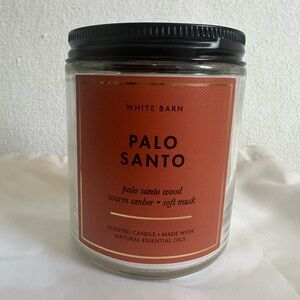 WHITE BARN
PALO
SANTO
palo santo wood
warm amber • soft musk
SCENTED CANDLE • MADE WITH
NATURAL ESSENTIAL OILS